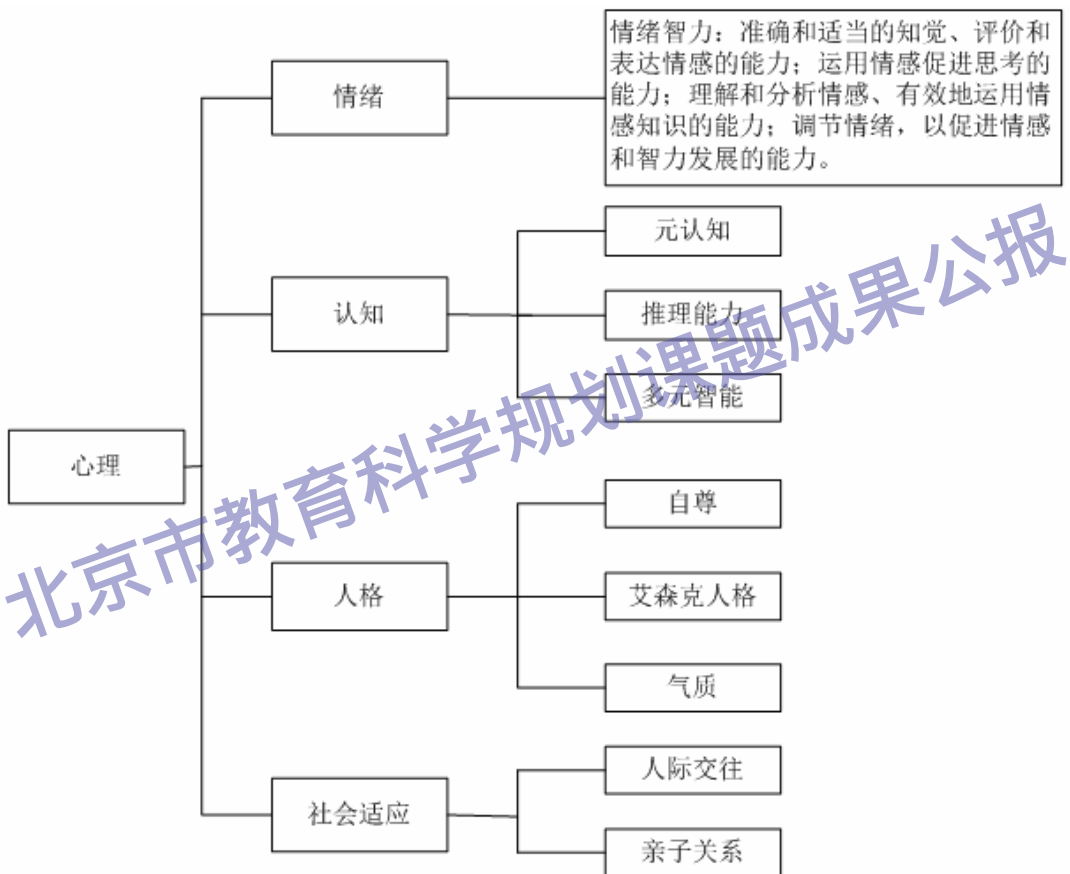 情绪智力：准确和适当的知觉、评价和
表达情感的能力；运用情感促进思考的
能力；理解和分析情感、有效地运用情
感知识的能力；调节情绪，以促进情感
和智力发展的能力。
情绪
元认知
认知
推理能力
多元智能
心理
自尊
人格
艾森克人格
气质
人际交往
社会适应
亲子关系
北京市教育科学规划课题成果公报